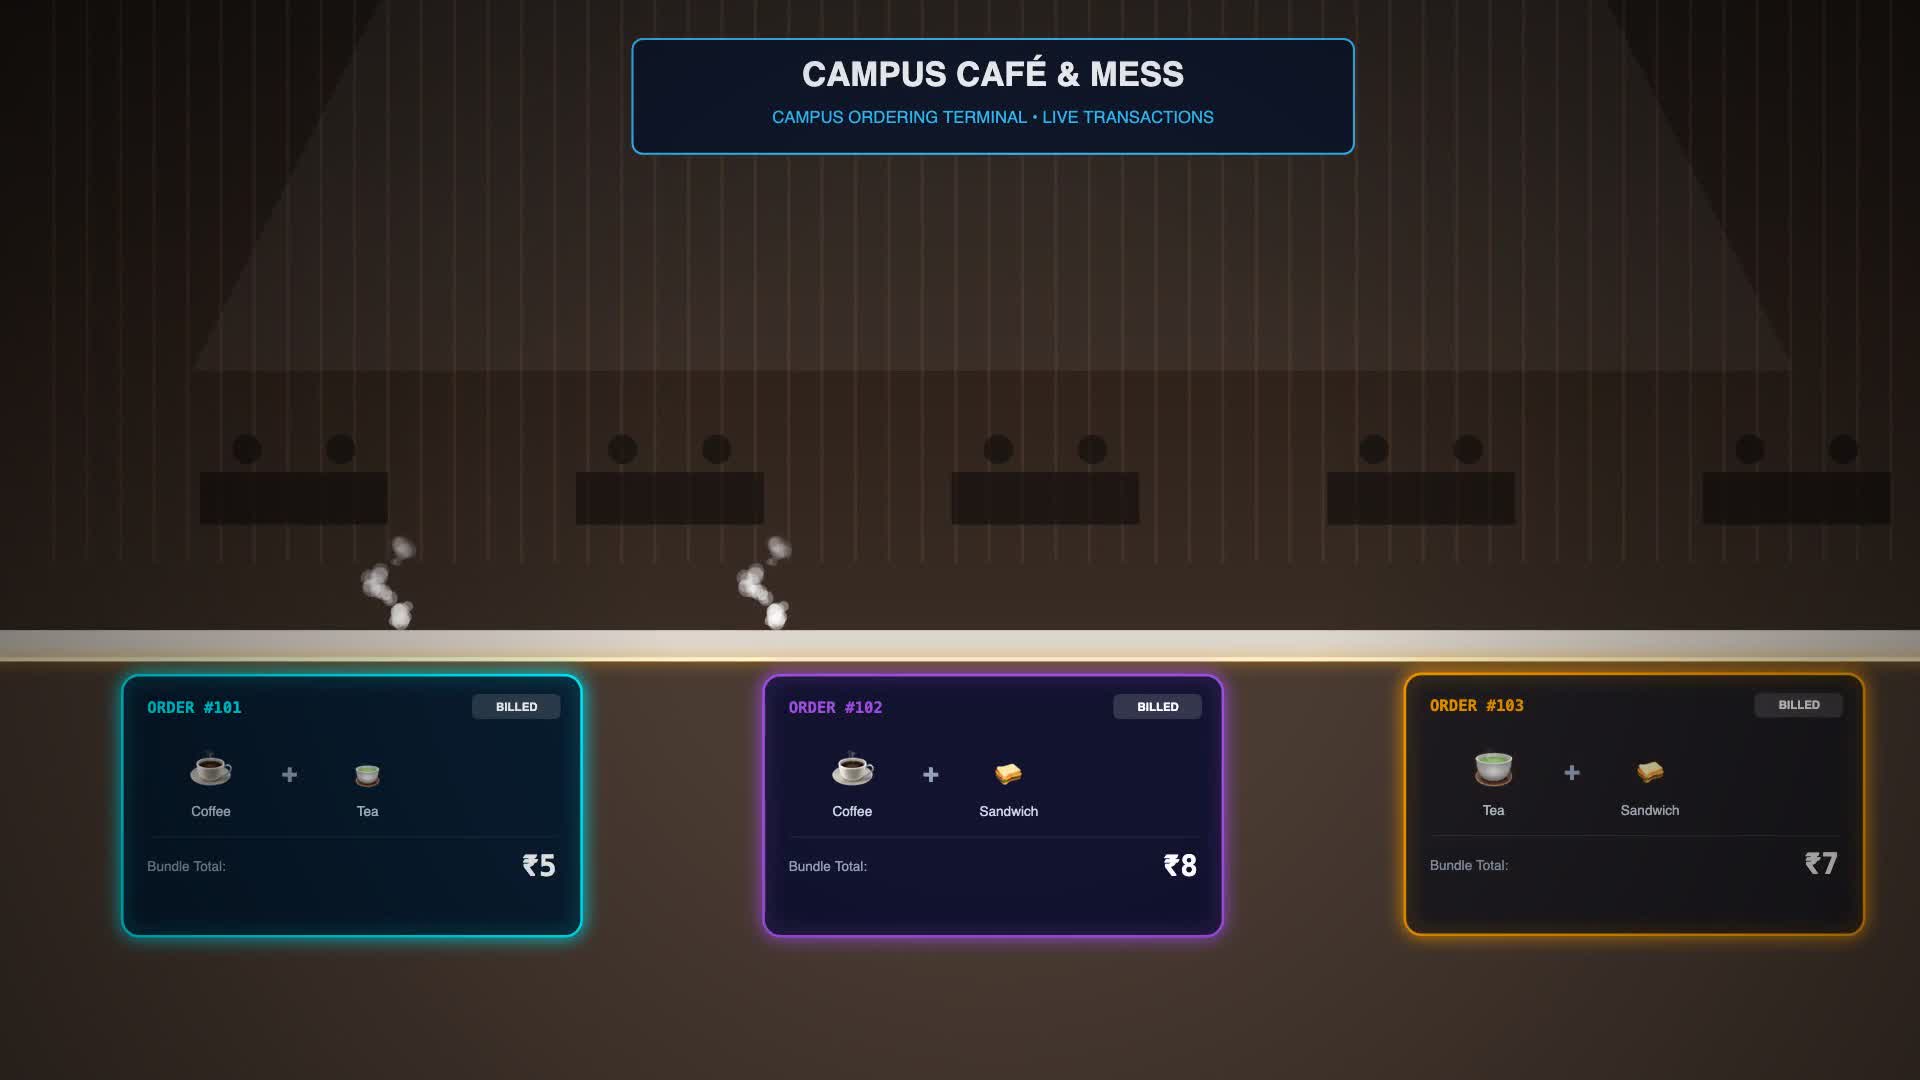 CAMPUS CAFÉ & MESS
CAMPUS ORDERING TERMINAL • LIVE TRANSACTIONS
ORDER #101
BILLED
+
Coffee
Tea
Bundle Total:
₹5
ORDER #102
BILLED
+
Coffee
Sandwich
Bundle Total:
₹8
ORDER #103
BILLED
+
Tea
Sandwich
Bundle Total:
₹7